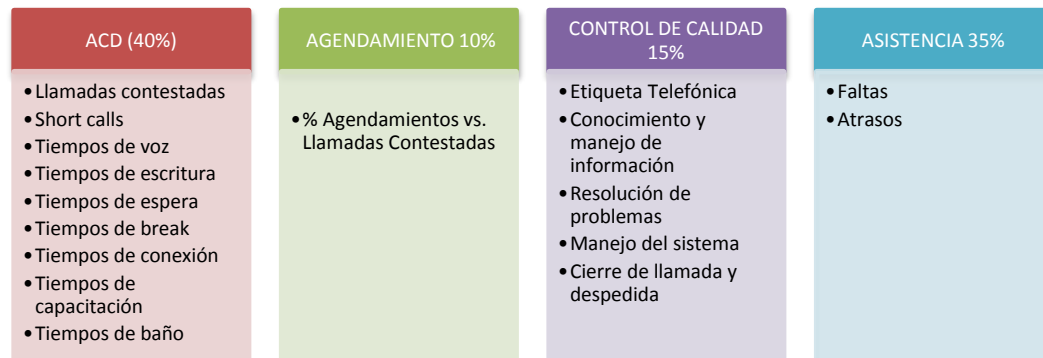 ACD (40%)
•Llamadas contestadas
•Short calls
•Tiempos de voz
•Tiempos de escritura
•Tiempos de espera
•Tiempos de break
•Tiempos de conexión
•Tiempos de
capacitación
•Tiempos de baño
AGENDAMIENTO 10%
•% Agendamientos vs.
Llamadas Contestadas
CONTROL DE CALIDAD
15%
•Etiqueta Telefónica
•Conocimiento y
manejo de
información
•Resolución de
problemas
•Manejo del sistema
•Cierre de llamada y
despedida
ASISTENCIA 35%
•Faltas
•Atrasos